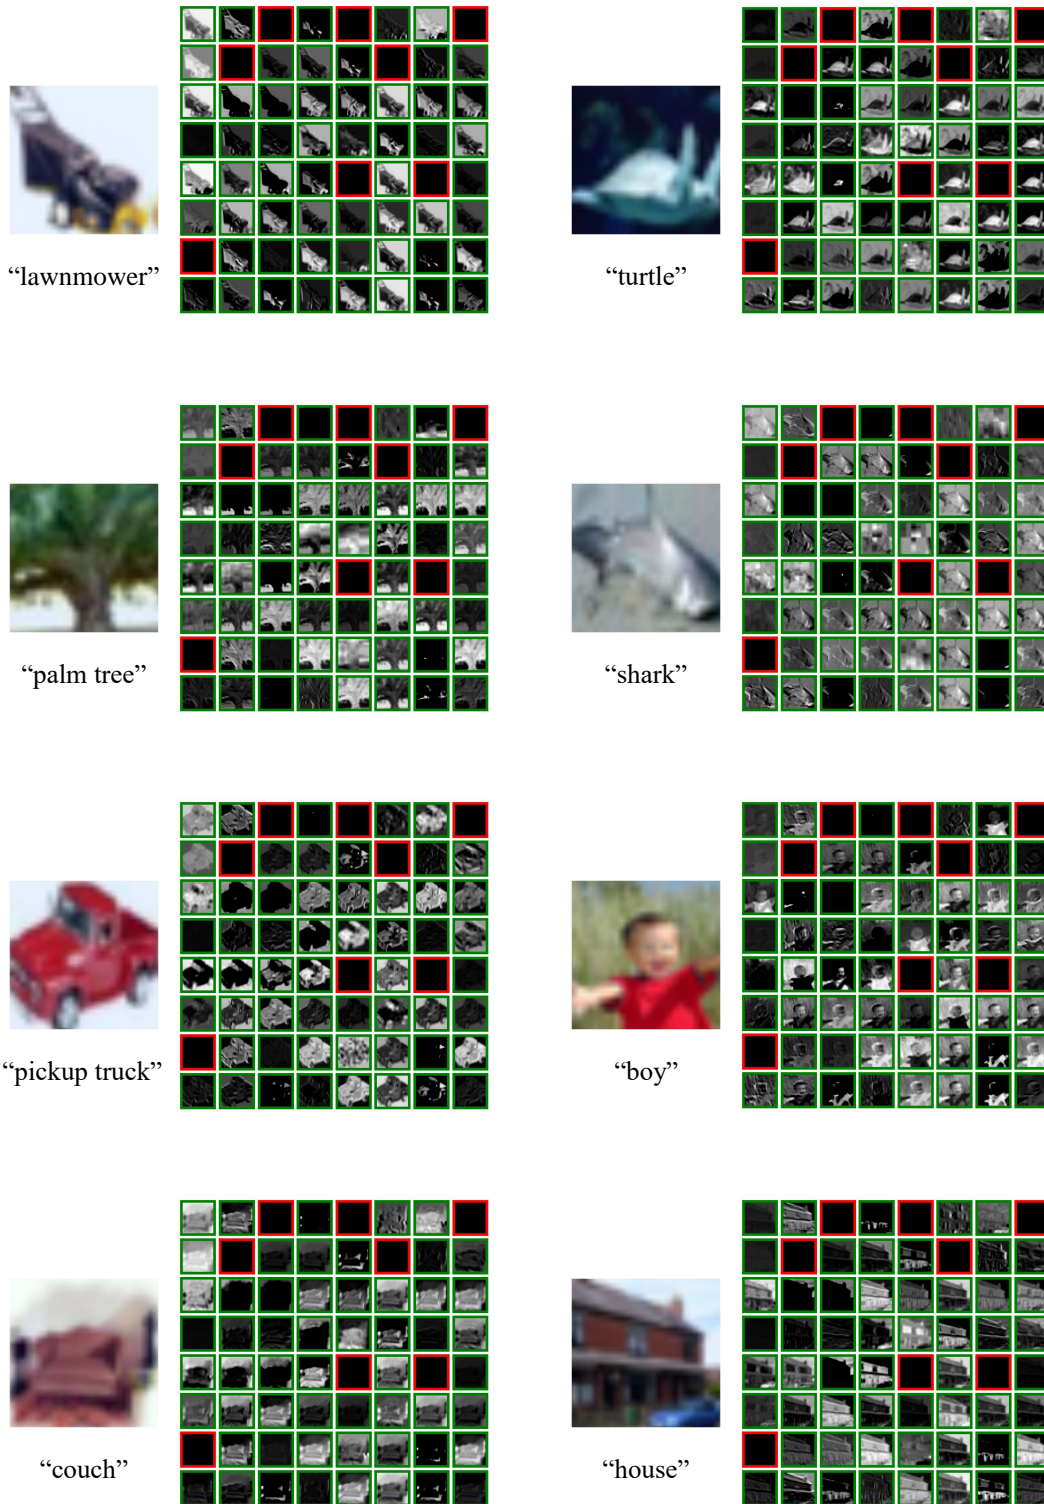 “lawnmower”
“turtle”
“palm tree”
“shark”
“pickup truck”
“boy”
“couch”
“house”